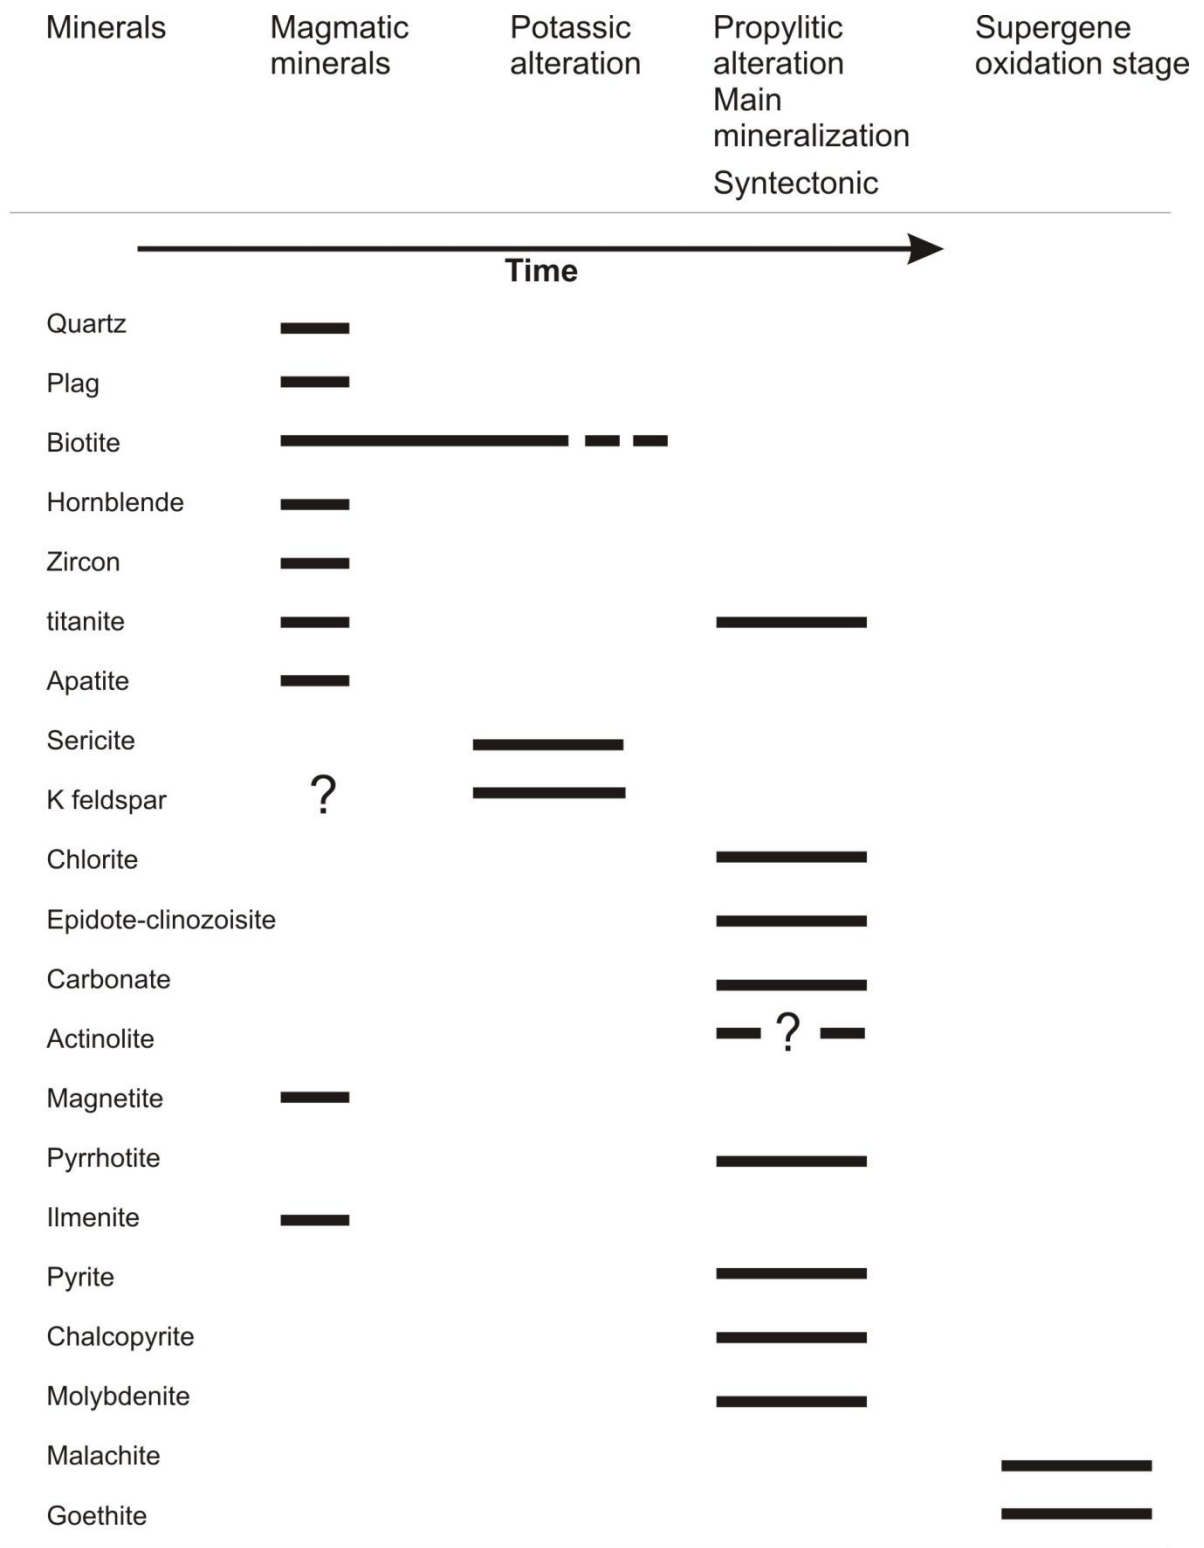 Minerals
Magmatic
minerals
Potassic
alteration
Propylitic
alteration
Main
mineralization
Syntectonic
Supergene
oxidation stage
Time
Quartz
Plag
Biotite
Hornblende
Zircon
titanite
Apatite
Sericite
K feldspar ?
Chlorite
Epidote-clinozoisite
Carbonate
Actinolite ?
Magnetite
Pyrrhotite
Ilmenite
Pyrite
Chalcopyrite
Molybdenite
Malachite
Goethite